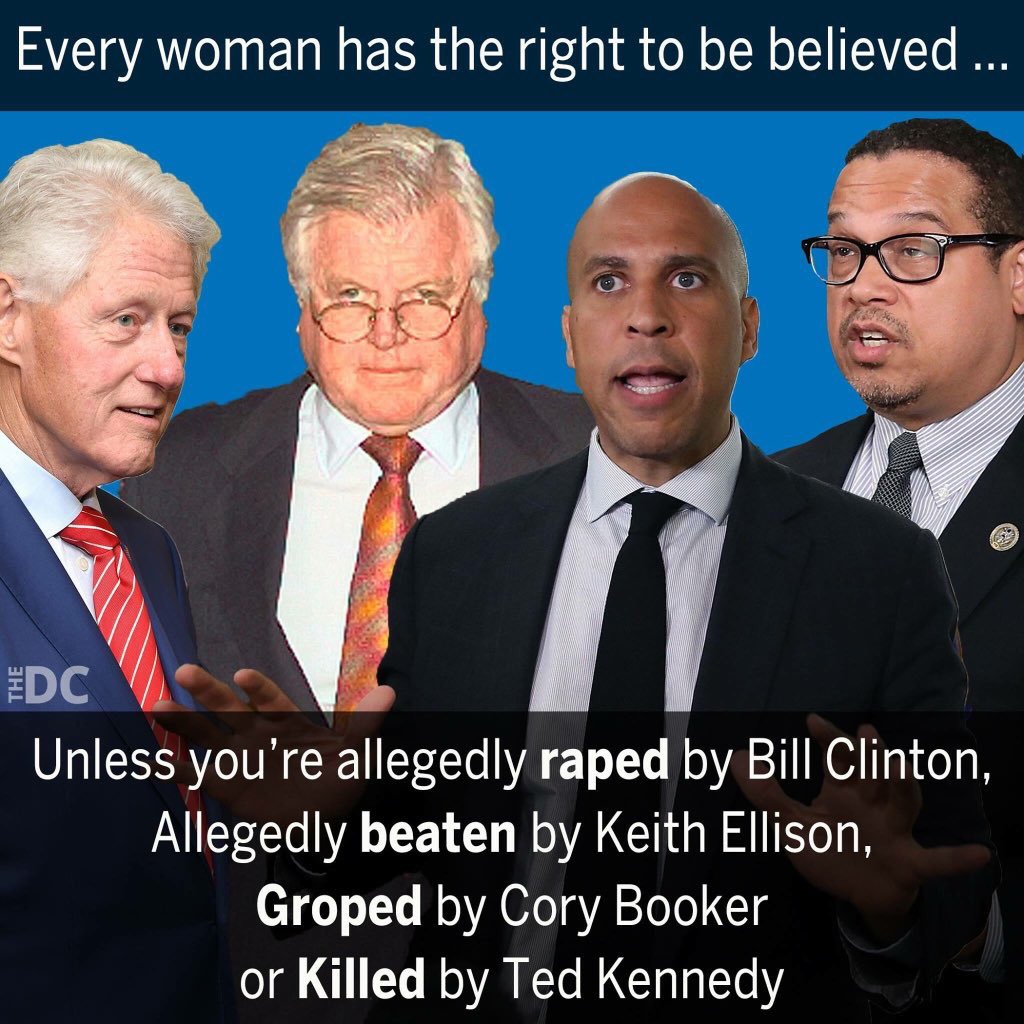 Every woman has the right to be believed ...
THE DC
Unless you're allegedly raped by Bill Clinton,
Allegedly beaten by Keith Ellison,
Groped by Cory Booker
or Killed by Ted Kennedy